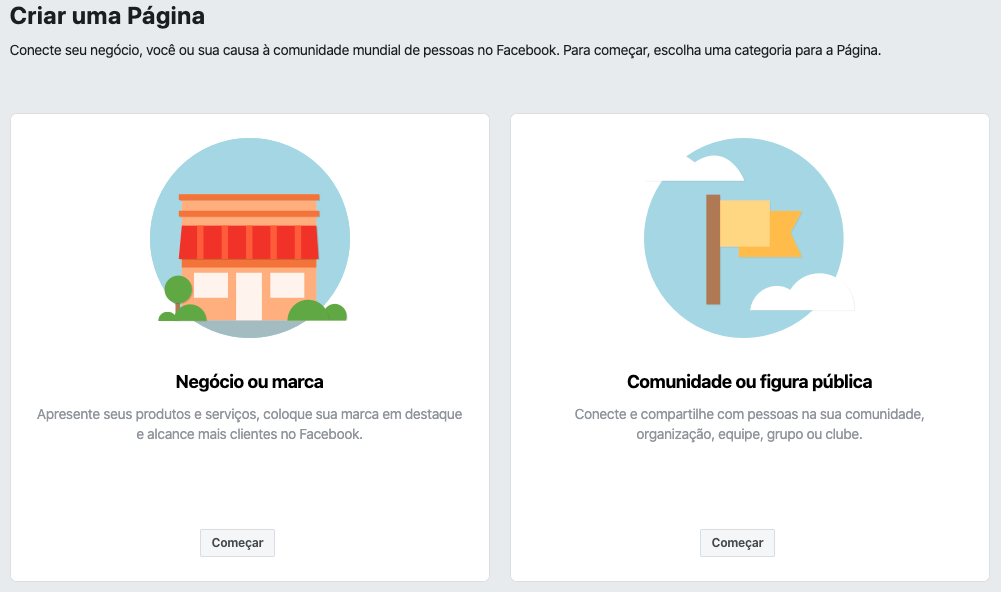 Criar uma Página
Conecte seu negócio, você ou sua causa à comunidade mundial de pessoas no Facebook. Para começar, escolha uma categoria para a Página.
Negócio ou marca
Apresente seus produtos e serviços, coloque sua marca em destaque
e alcance mais clientes no Facebook.
Começar
Comunidade ou figura pública
Conecte e compartilhe com pessoas na sua comunidade,
organização, equipe, grupo ou clube.
Começar